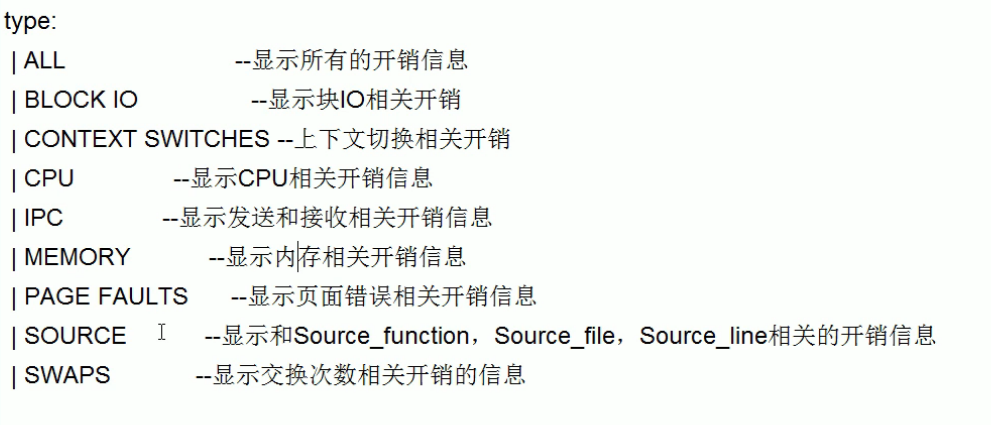 type:
| ALL --显示所有的开销信息
| BLOCK IO --显示块IO相关开销
| CONTEXT SWITCHES --上下文切换相关开销
| CPU --显示CPU相关开销信息
| IPC --显示发送和接收相关开销信息
| MEMORY --显示内存相关开销信息
| PAGE FAULTS --显示页面错误相关开销信息
| SOURCE --显示和Source_function，Source_file，Source_line相关的开销信息
| SWAPS --显示交换次数相关开销的信息